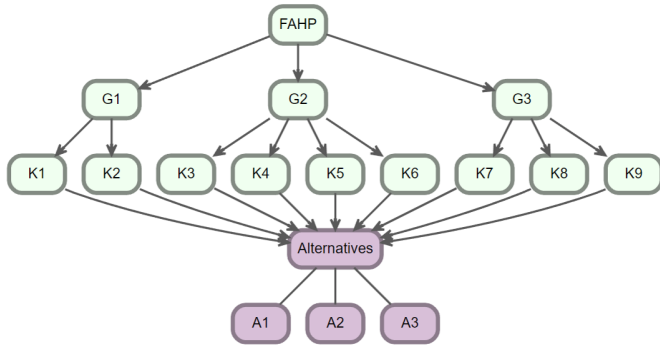 FAHP
G1 G2 G3
K1 K2 K3 K4 K5 K6 K7 K8 K9
Alternatives
A1 A2 A3